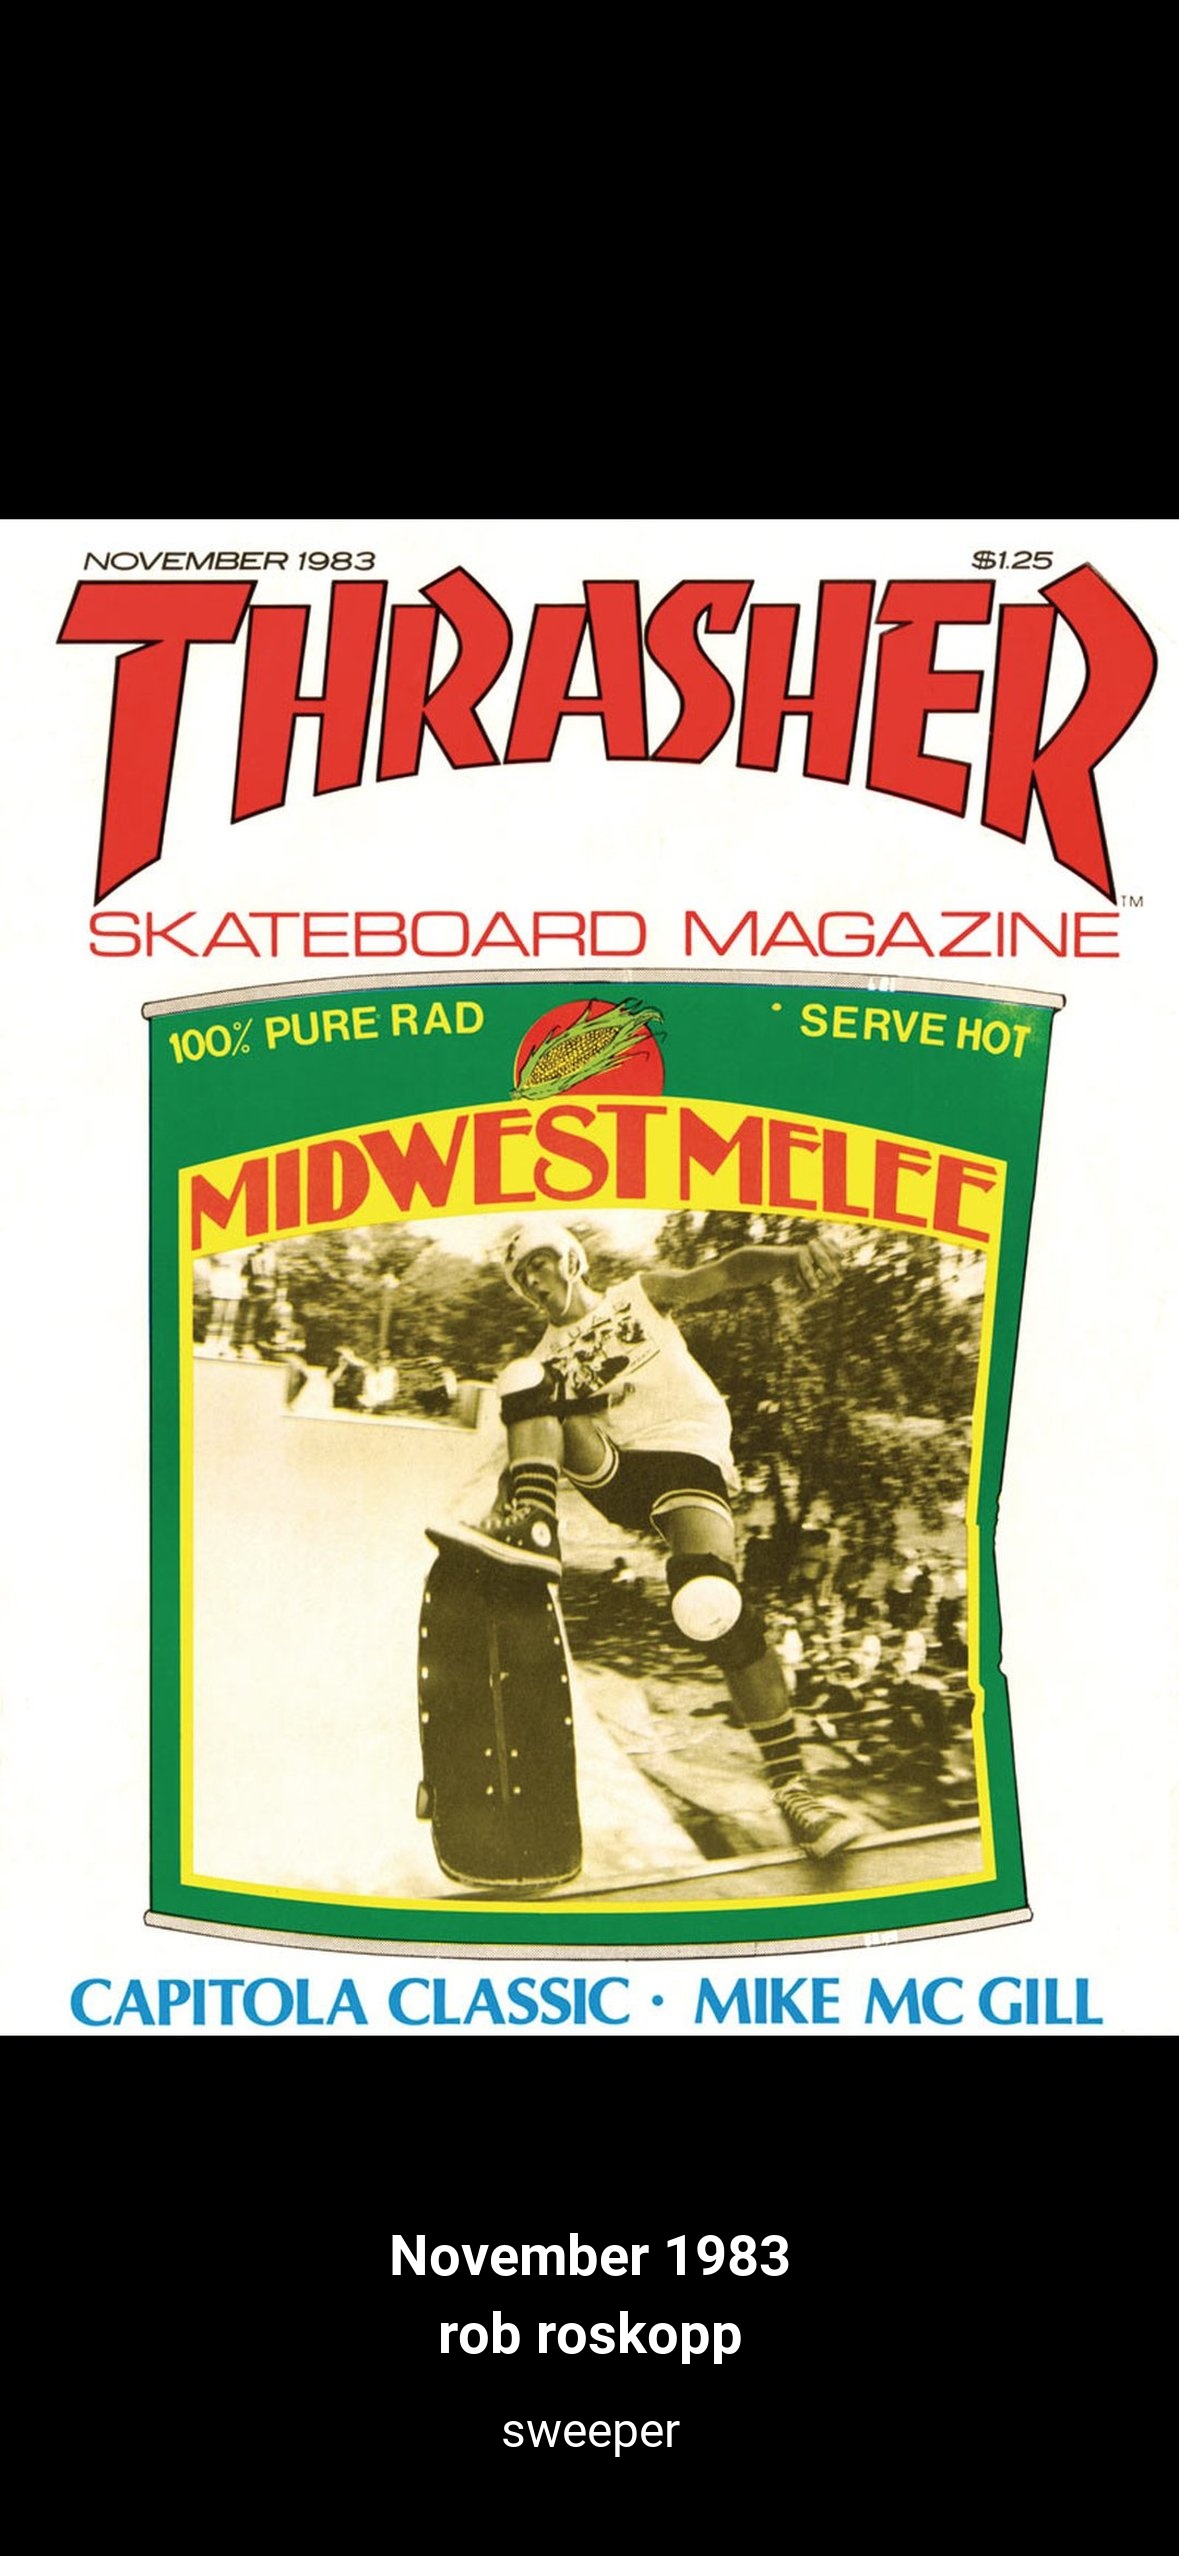 NOVEMBER 1983 $1.25
THRASHER
TM
SKATEBOARD MAGAZINE
100% PURE RAD • SERVE HOT
MIDWEST MELEE
CAPITOLA CLASSIC • MIKE MC GILL
November 1983
rob roskopp
sweeper